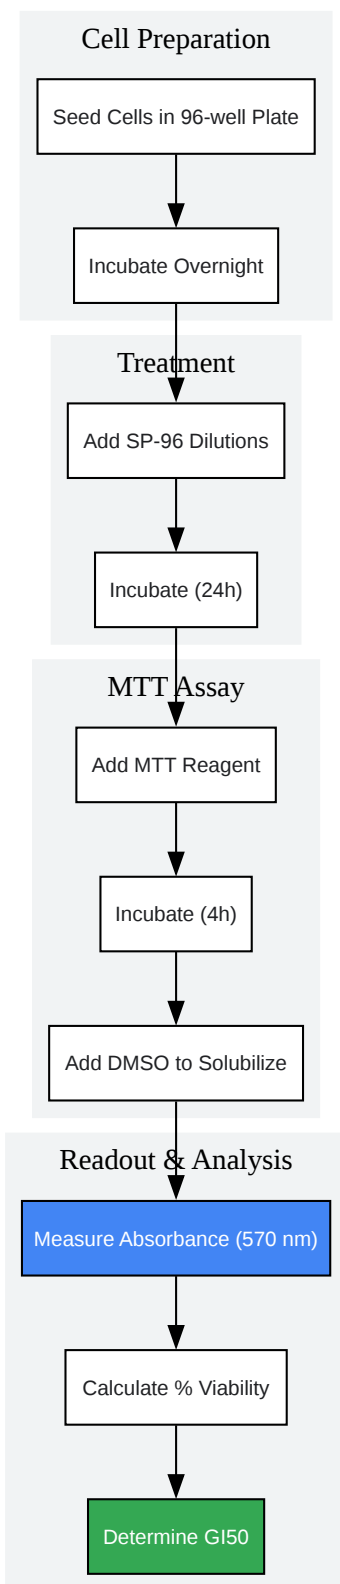 Cell Preparation
Seed Cells in 96-well Plate
Incubate Overnight
Treatment
Add SP-96 Dilutions
Incubate (24h)
MTT Assay
Add MTT Reagent
Incubate (4h)
Add DMSO to Solubilize
Readout & Analysis
Measure Absorbance (570 nm)
Calculate % Viability
Determine GI50